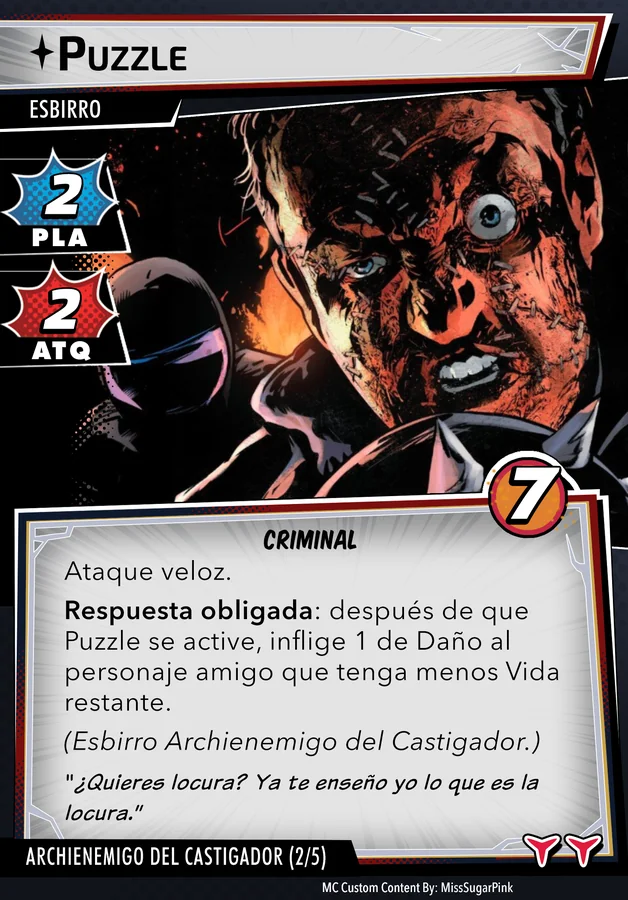 PUZZLE
ESBIRRO
2
PLA
2
ATQ
7
CRIMINAL
Ataque veloz.
Respuesta obligada: después de que
Puzzle se active, inflige 1 de Daño al
personaje amigo que tenga menos Vida
restante.
(Esbirro Archienemigo del Castigador.)
"¿Quieres locura? Ya te enseño yo lo que es la
locura."
ARCHIENEMIGO DEL CASTIGADOR (2/5)
MC Custom Content By: MissSugarPink